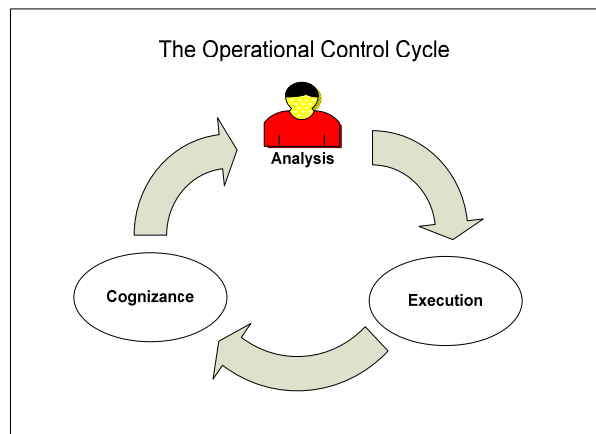 The Operational Control Cycle
Analysis
Cognizance
Execution